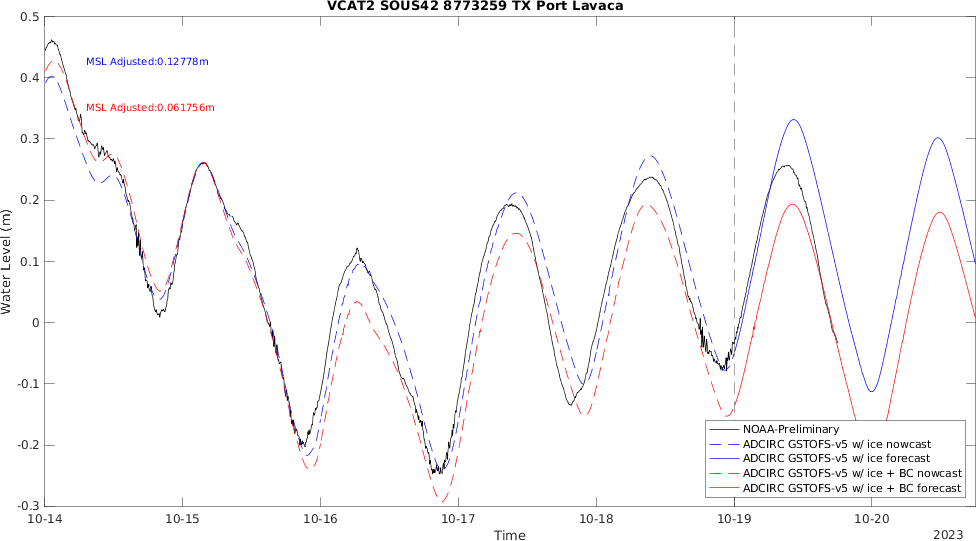 VCAT2 SOUS42 8773259 TX Port Lavaca
0.5
MSL Adjusted:0.12778m
0.4
MSL Adjusted:0.061756m
0.3
0.2
Water Level (m)
0.1
0
-0.1
-0.2
-0.3
NOAA-Preliminary
ADCIRC GSTOFS-v5 w/ ice nowcast
ADCIRC GSTOFS-v5 w/ ice forecast
ADCIRC GSTOFS-v5 w/ ice + BC nowcast
ADCIRC GSTOFS-v5 w/ ice + BC forecast
10-14 10-15 10-16 10-17 10-18 10-19 10-20
Time
2023